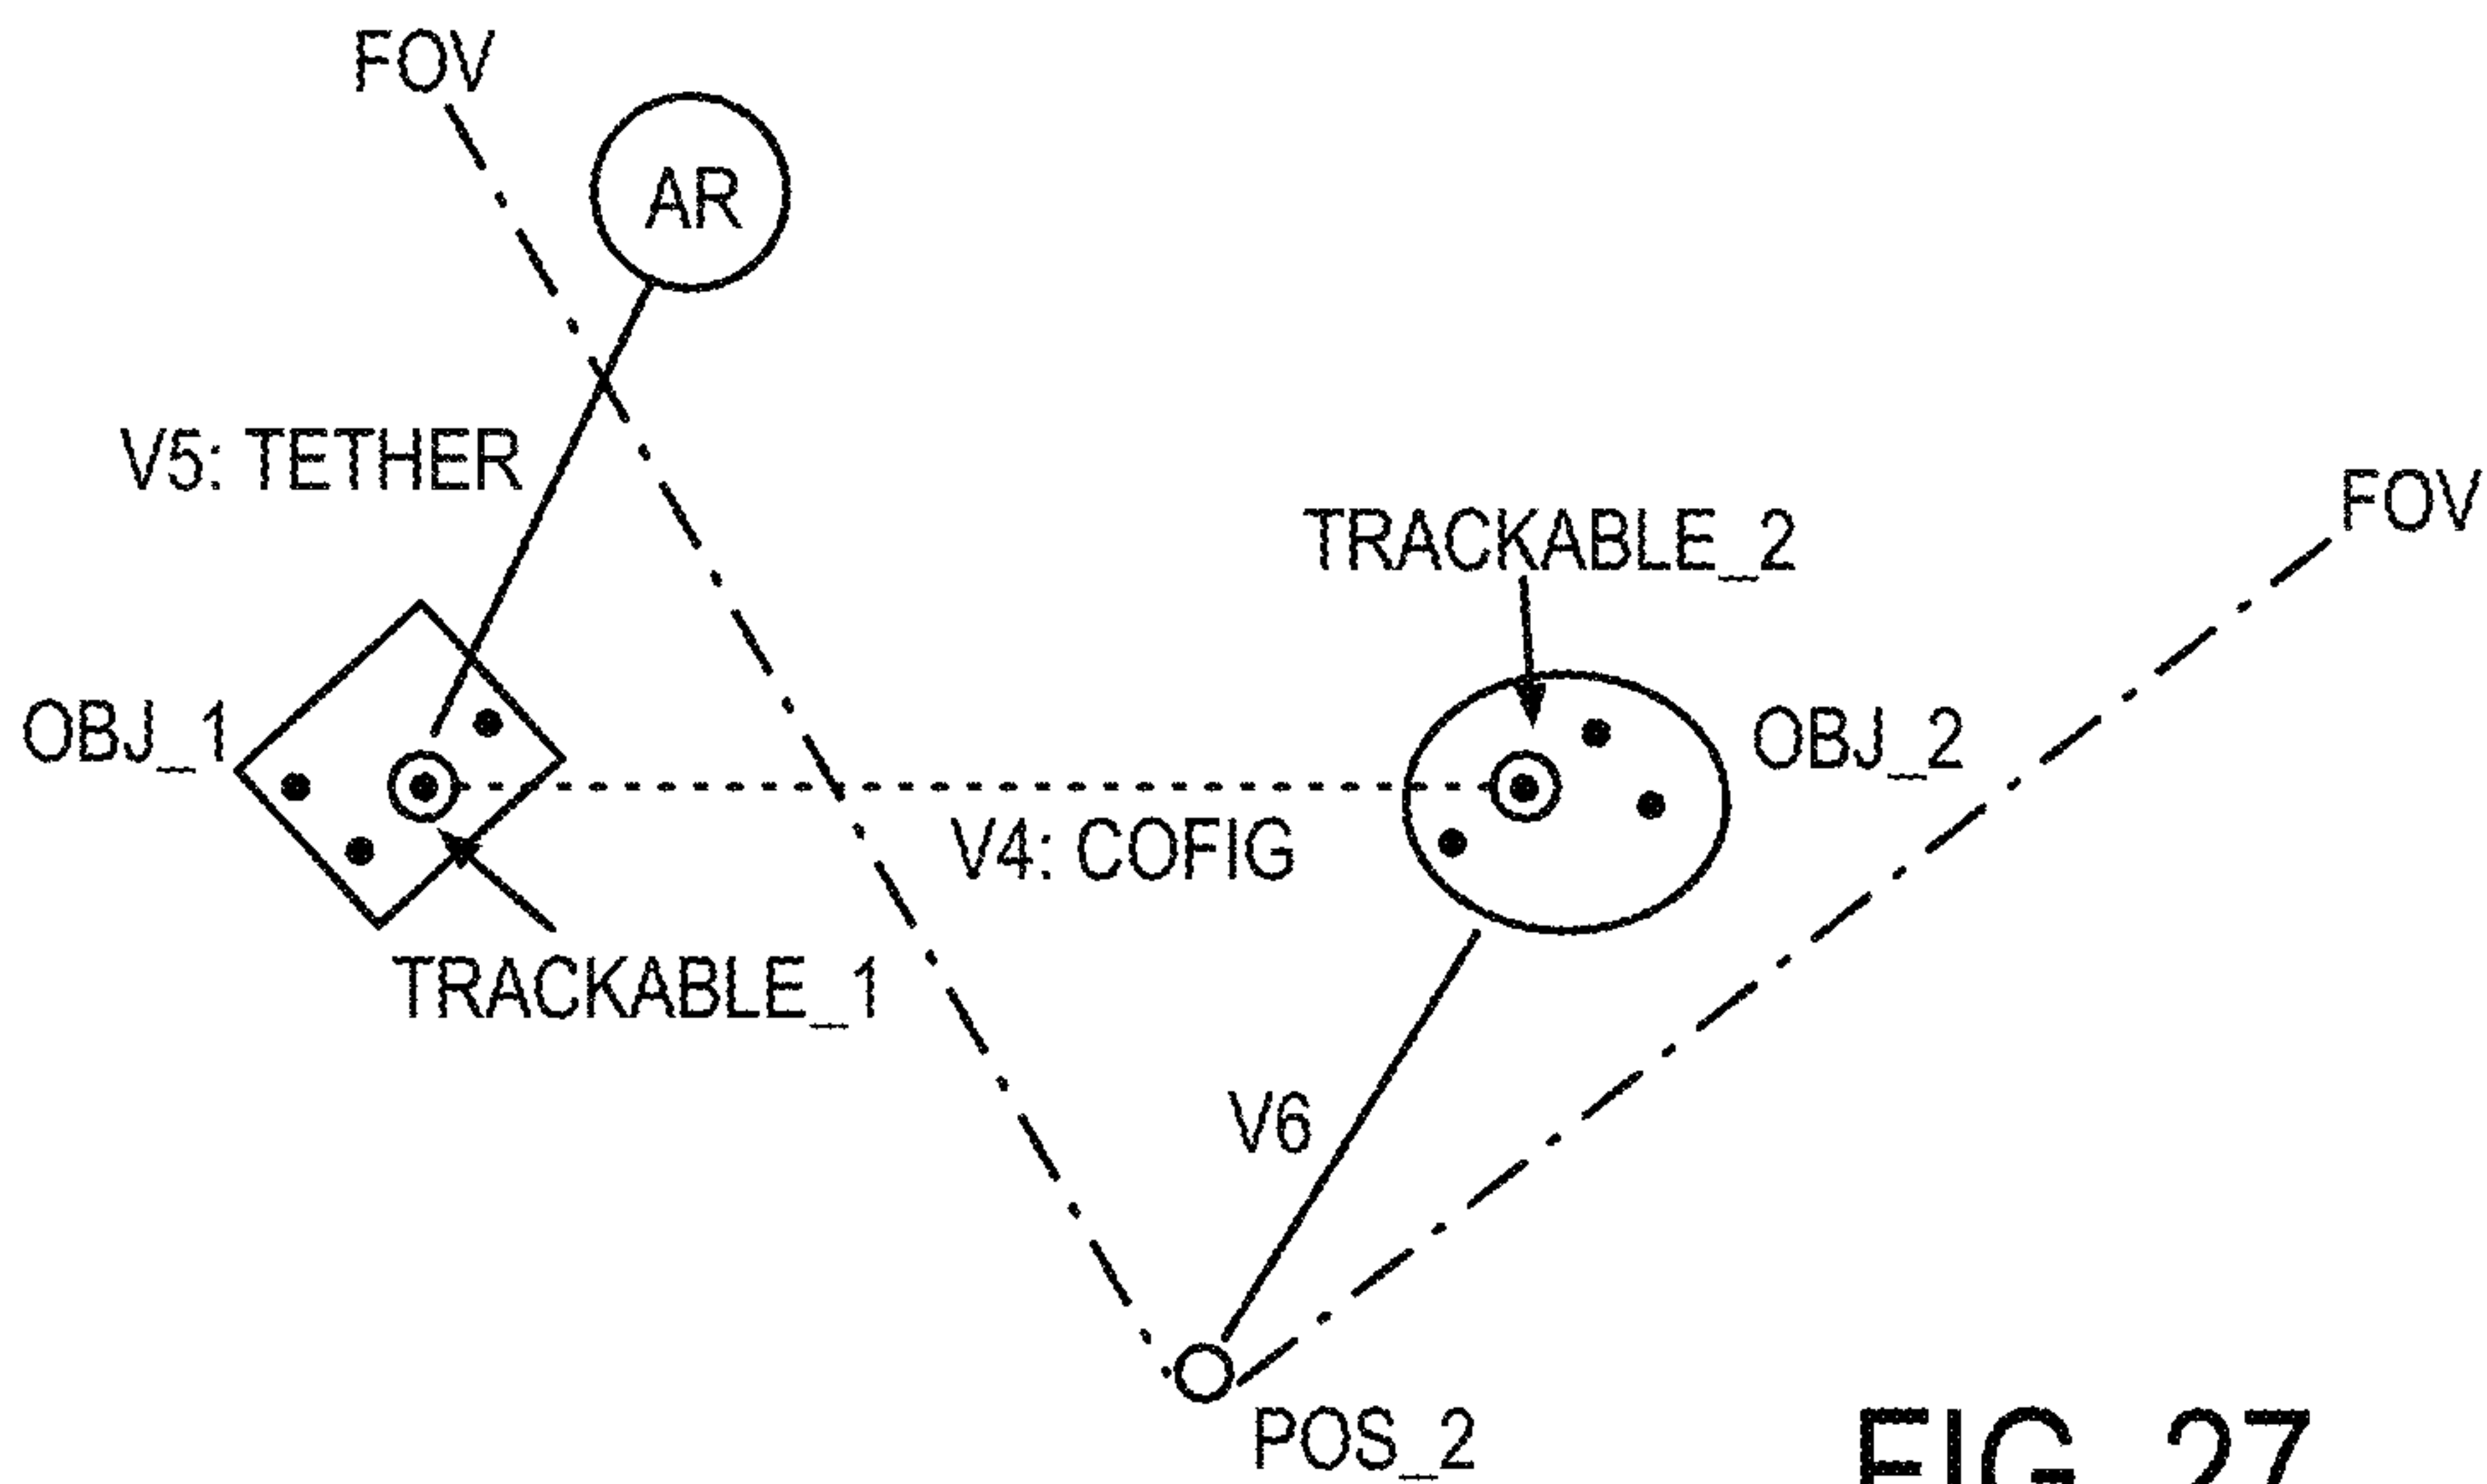 FOV
AR
V5: TETHER
FOV
TRACKABLE_2
OBJ_1
OBJ_2
V4: COFIG
TRACKABLE_1
V6
POS_2
FIG. 27